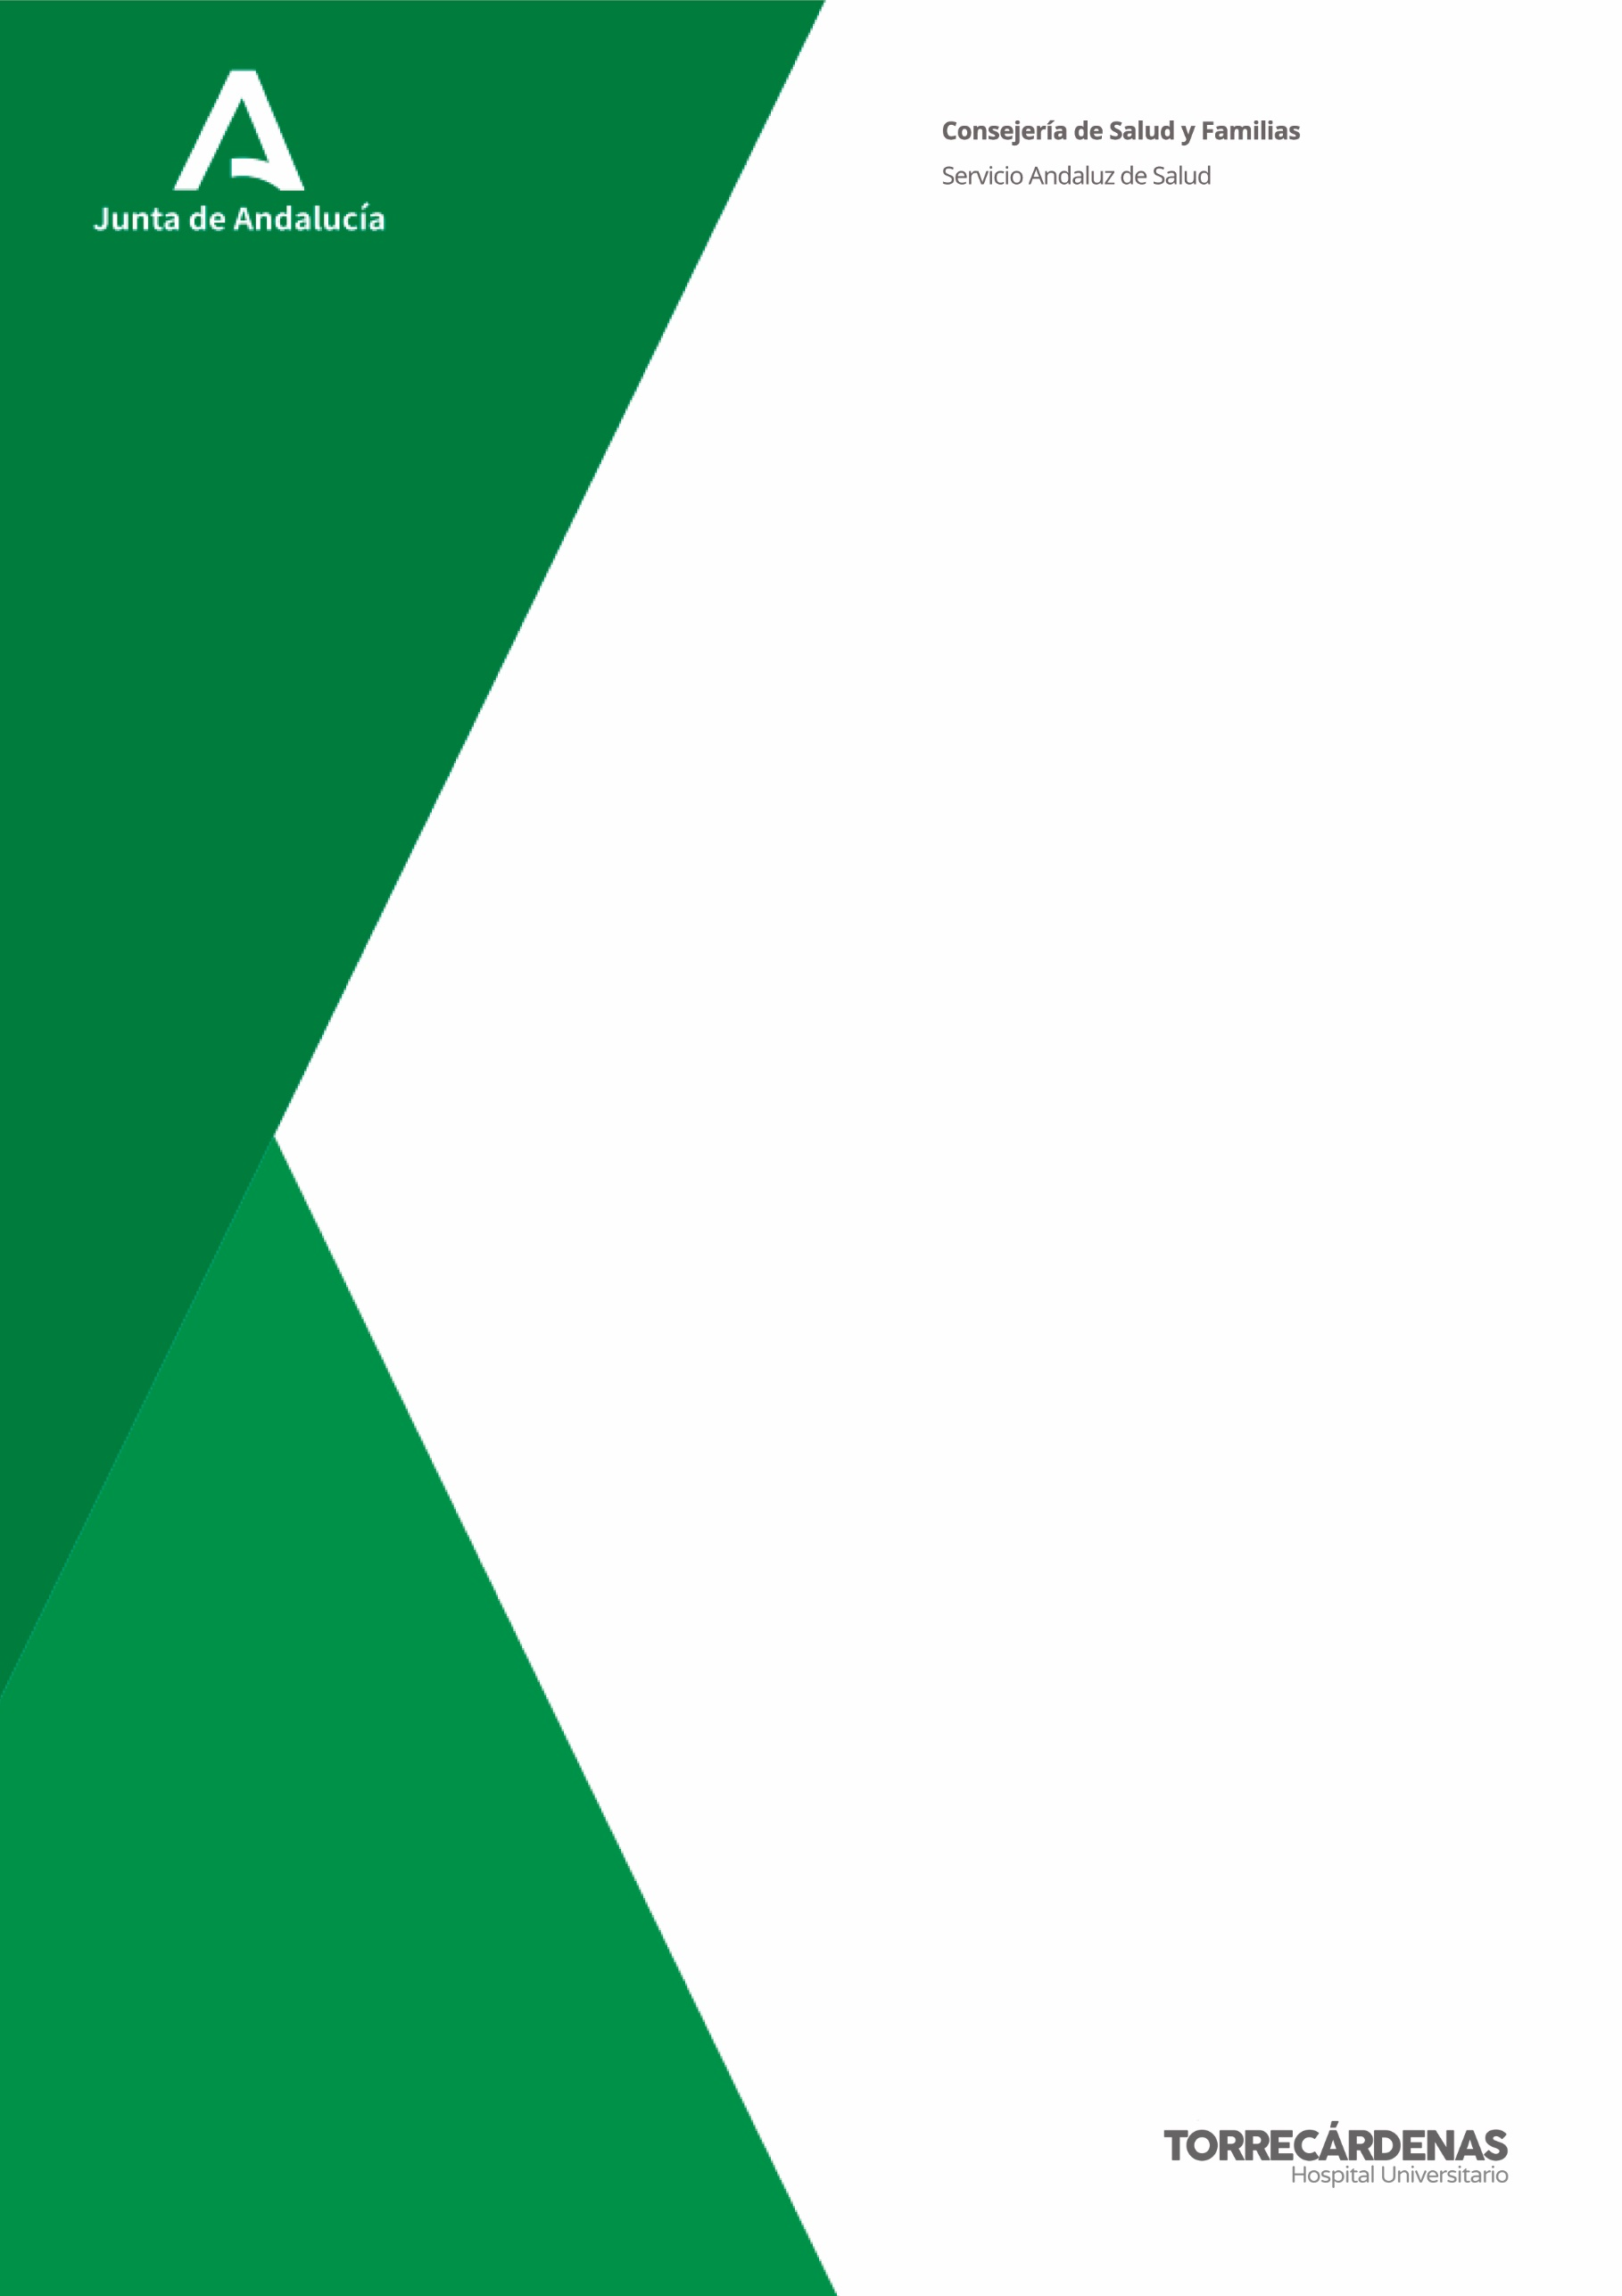 Junta de Andalucía
Consejería de Salud y Familias
Servicio Andaluz de Salud
TORRECÁRDENAS
Hospital Universitario